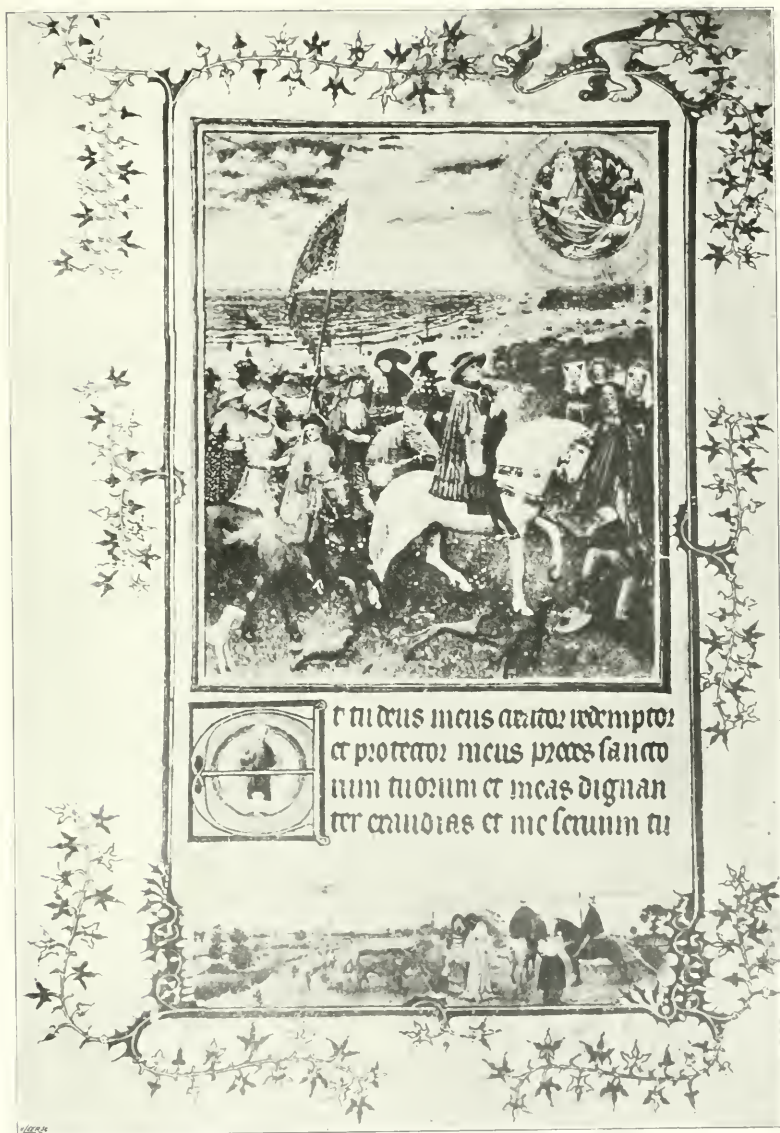 Et tu deus meus creator redemptor
et protector meus preces sancto
rum tuorum et meas dignan
ter exaudias et me servum tu